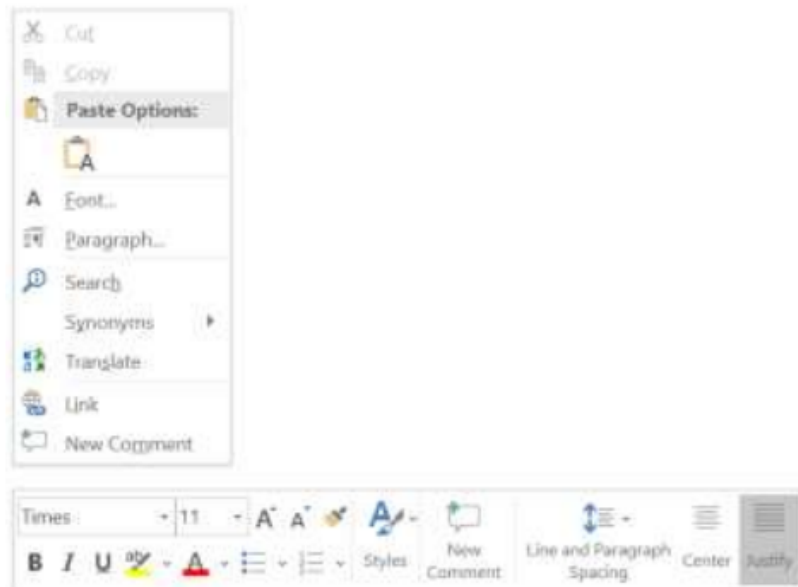 Cut
Copy
Paste Options:
A
A Font...
Paragraph...
Search
Synonyms
Translate
Link
New Comment
Times 11 A A A Styles New Comment Line and Paragraph Spacing Center Justify
B I U ab A